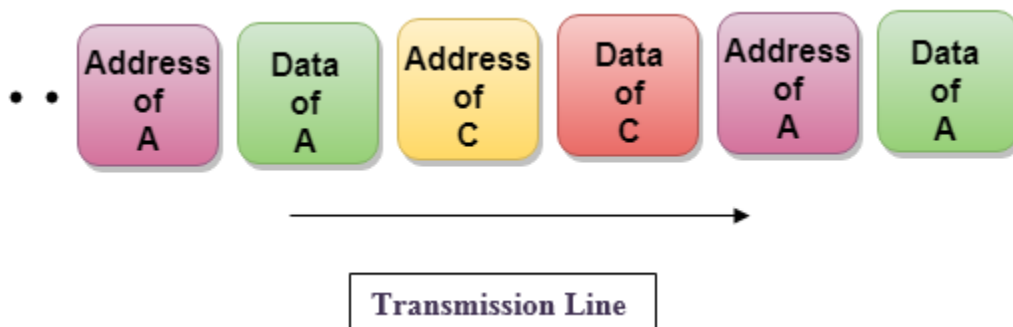 Address
of
A
Data
of
A
Address
of
C
Data
of
C
Address
of
A
Data
of
A
Transmission Line